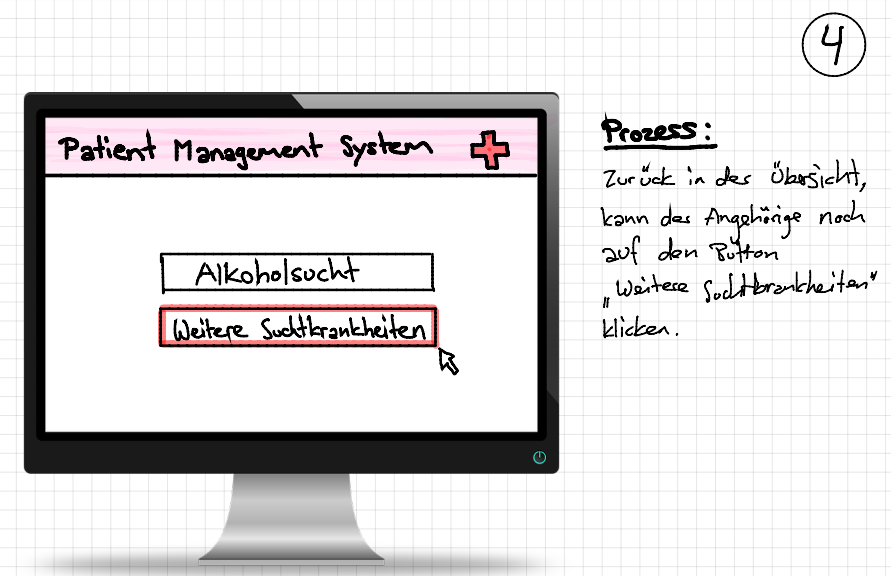 4
Patient Management System
Alkoholsucht
Weitere Suchtkrankheiten
Prozess:
Zurück in der Übersicht,
kann der Angehörige noch
auf den Button
„Weitere Suchtkrankheiten"
klicken.